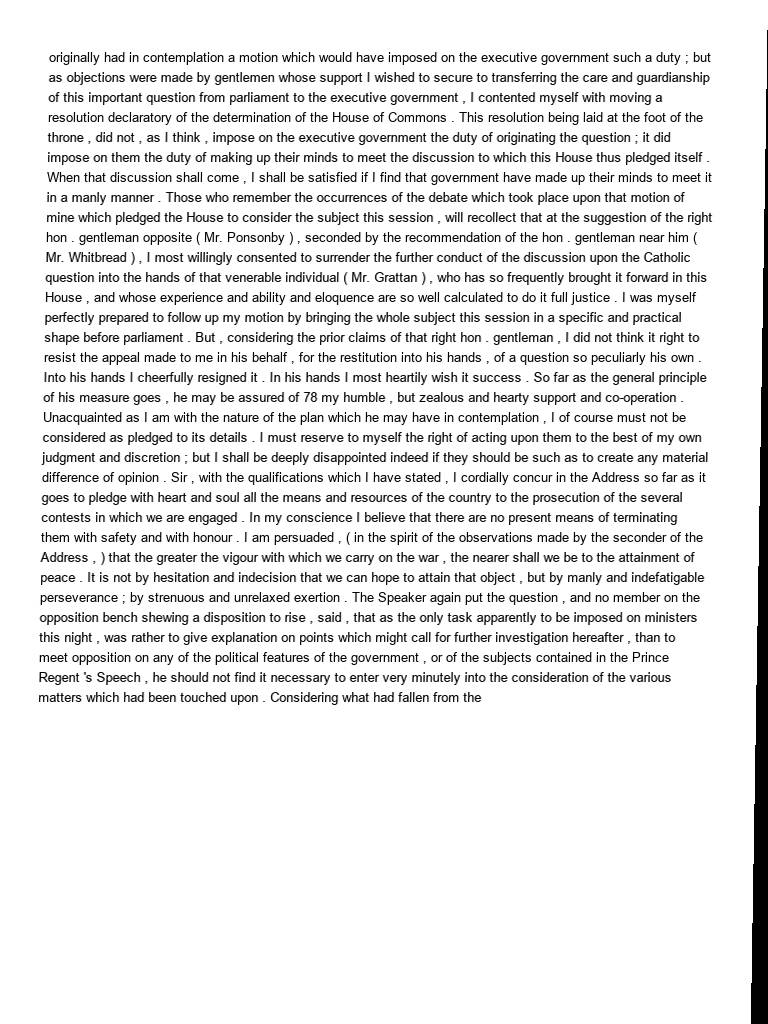 originally had in contemplation a motion which would have imposed on the executive government such a duty ; but
as objections were made by gentlemen whose support I wished to secure to transferring the care and guardianship
of this important question from parliament to the executive government , I contented myself with moving a
resolution declaratory of the determination of the House of Commons . This resolution being laid at the foot of the
throne , did not , as I think , impose on the executive government the duty of originating the question ; it did
impose on them the duty of making up their minds to meet the discussion to which this House thus pledged itself .
When that discussion shall come , I shall be satisfied if I find that government have made up their minds to meet it
in a manly manner . Those who remember the occurrences of the debate which took place upon that motion of
mine which pledged the House to consider the subject this session , will recollect that at the suggestion of the right
hon . gentleman opposite ( Mr. Ponsonby ) , seconded by the recommendation of the hon . gentleman near him (
Mr. Whitbread ) , I most willingly consented to surrender the further conduct of the discussion upon the Catholic
question into the hands of that venerable individual ( Mr. Grattan ) , who has so frequently brought it forward in this
House , and whose experience and ability and eloquence are so well calculated to do it full justice . I was myself
perfectly prepared to follow up my motion by bringing the whole subject this session in a specific and practical
shape before parliament . But , considering the prior claims of that right hon . gentleman , I did not think it right to
resist the appeal made to me in his behalf , for the restitution into his hands , of a question so peculiarly his own .
Into his hands I cheerfully resigned it . In his hands I most heartily wish it success . So far as the general principle
of his measure goes , he may be assured of 78 my humble , but zealous and hearty support and co-operation .
Unacquainted as I am with the nature of the plan which he may have in contemplation , I of course must not be
considered as pledged to its details . I must reserve to myself the right of acting upon them to the best of my own
judgment and discretion ; but I shall be deeply disappointed indeed if they should be such as to create any material
difference of opinion . Sir , with the qualifications which I have stated , I cordially concur in the Address so far as it
goes to pledge with heart and soul all the means and resources of the country to the prosecution of the several
contests in which we are engaged . In my conscience I believe that there are no present means of terminating
them with safety and with honour . I am persuaded , ( in the spirit of the observations made by the seconder of the
Address , ) that the greater the vigour with which we carry on the war , the nearer shall we be to the attainment of
peace . It is not by hesitation and indecision that we can hope to attain that object , but by manly and indefatigable
perseverance ; by strenuous and unrelaxed exertion . The Speaker again put the question , and no member on the
opposition bench shewing a disposition to rise , said , that as the only task apparently to be imposed on ministers
this night , was rather to give explanation on points which might call for further investigation hereafter , than to
meet opposition on any of the political features of the government , or of the subjects contained in the Prince
Regent 's Speech , he should not find it necessary to enter very minutely into the consideration of the various
matters which had been touched upon . Considering what had fallen from the